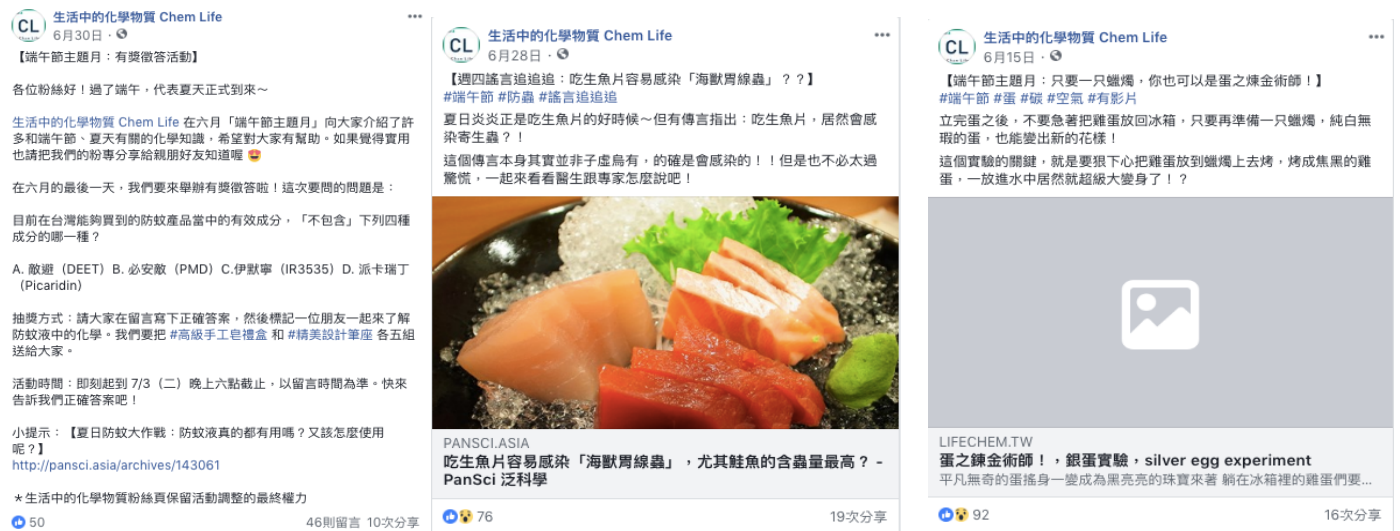 CL
生活中的化學物質 Chem Life
6月30日
【端午節主題月：有獎徵答活動】
各位粉絲好！過了端午，代表夏天正式到來～
生活中的化學物質 Chem Life 在六月「端午節主題月」向大家介紹了許
多和端午節、夏天有關的化學知識，希望對大家有幫助。如果覺得實用
也請把我們的粉專分享給親朋好友知道喔 😍
在六月的最後一天，我們要來舉辦有獎徵答啦！這次要問的問題是：
目前在台灣能夠買到的防蚊產品當中的有效成分，「不包含」下列四種
成分的哪一種？
A. 敵避（DEET）B. 必安敵（PMD）C.伊默寧（IR3535）D. 派卡瑞丁
（Picaridin）
抽獎方式：請大家在留言寫下正確答案，然後標記一位朋友一起來了解
防蚊液中的化學。我們要把 #高級手工皂禮盒 和 #精美設計筆座 各五組
送給大家。
活動時間：即刻起到 7/3（二）晚上六點截止，以留言時間為準。快來
告訴我們正確答案吧！
小提示：【夏日防蚊大作戰：防蚊液真的都有用嗎？又該怎麼使用
呢？】
http://pansci.asia/archives/143061
＊生活中的化學物質粉絲頁保留活動調整的最終權力
50
46則留言 10次分享
CL
生活中的化學物質 Chem Life
6月28日
【週四謠言追追追：吃生魚片容易感染「海獸胃線蟲」？？】
#端午節 #防蟲 #謠言追追追
夏日炎炎正是吃生魚片的好時候～但有傳言指出：吃生魚片，居然會感
染寄生蟲？！
這個傳言本身其實並非子虛烏有，的確是會感染的！！但是也不必太過
驚慌，一起來看看醫生跟專家怎麼說吧！
PANSCI.ASIA
吃生魚片容易感染「海獸胃線蟲」，尤其鮭魚的含蟲量最高？ -
PanSci 泛科學
76
19次分享
CL
生活中的化學物質 Chem Life
6月15日
【端午節主題月：只要一只蠟燭，你也可以是蛋之煉金術師！】
#端午節 #蛋 #碳 #空氣 #有影片
立完蛋之後，不要急著把雞蛋放回冰箱，只要再準備一只蠟燭，純白無
瑕的蛋，也能變出新的花樣！
這個實驗的關鍵，就是要狠下心把雞蛋放到蠟燭上去烤，烤成焦黑的雞
蛋，一放進水中居然就超級大變身了！？
LIFECHEM.TW
蛋之鍊金術師！，銀蛋實驗，silver egg experiment
平凡無奇的蛋搖身一變成為黑亮亮的珠寶來著 躺在冰箱裡的雞蛋們要...
92
16次分享